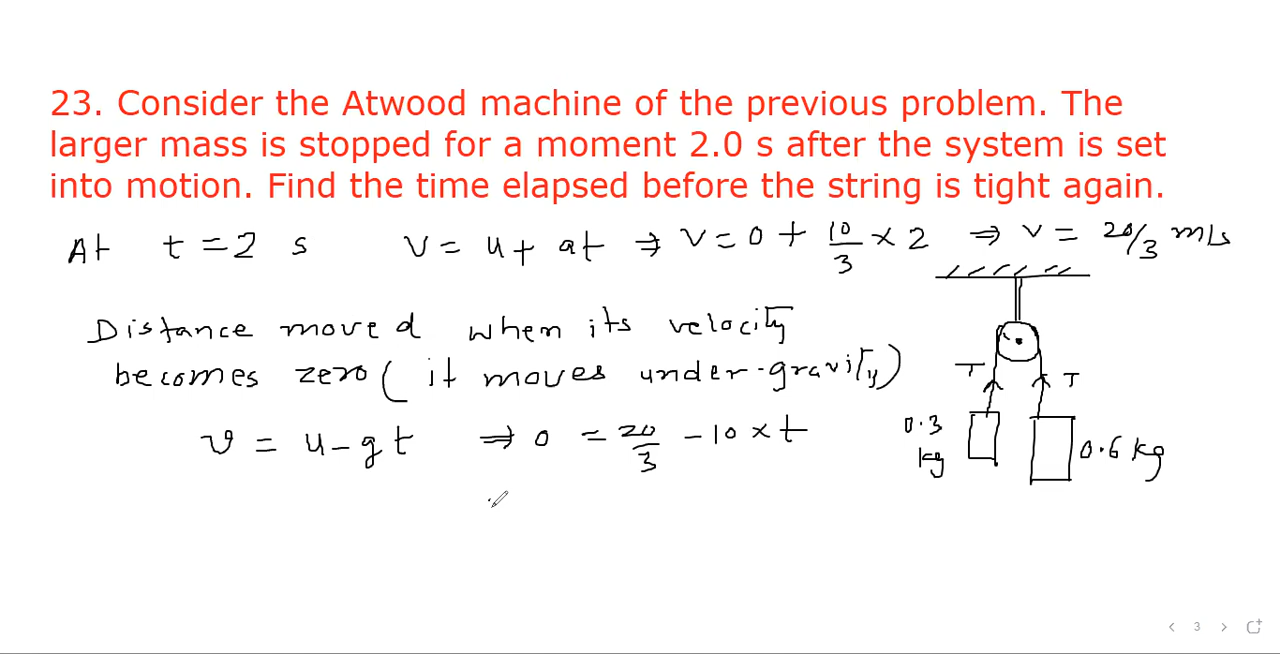 23. Consider the Atwood machine of the previous problem. The
larger mass is stopped for a moment 2.0 s after the system is set
into motion. Find the time elapsed before the string is tight again.
At t = 2 s v = u + at ⇒ v = 0 + 10/3 × 2 ⇒ v = 20/3 m/s
Distance moved when its velocity
becomes zero ( it moves under-gravity)
v = u - gt ⇒ 0 = 20/3 - 10 × t
T T
0.3 kg
0.6 kg
3